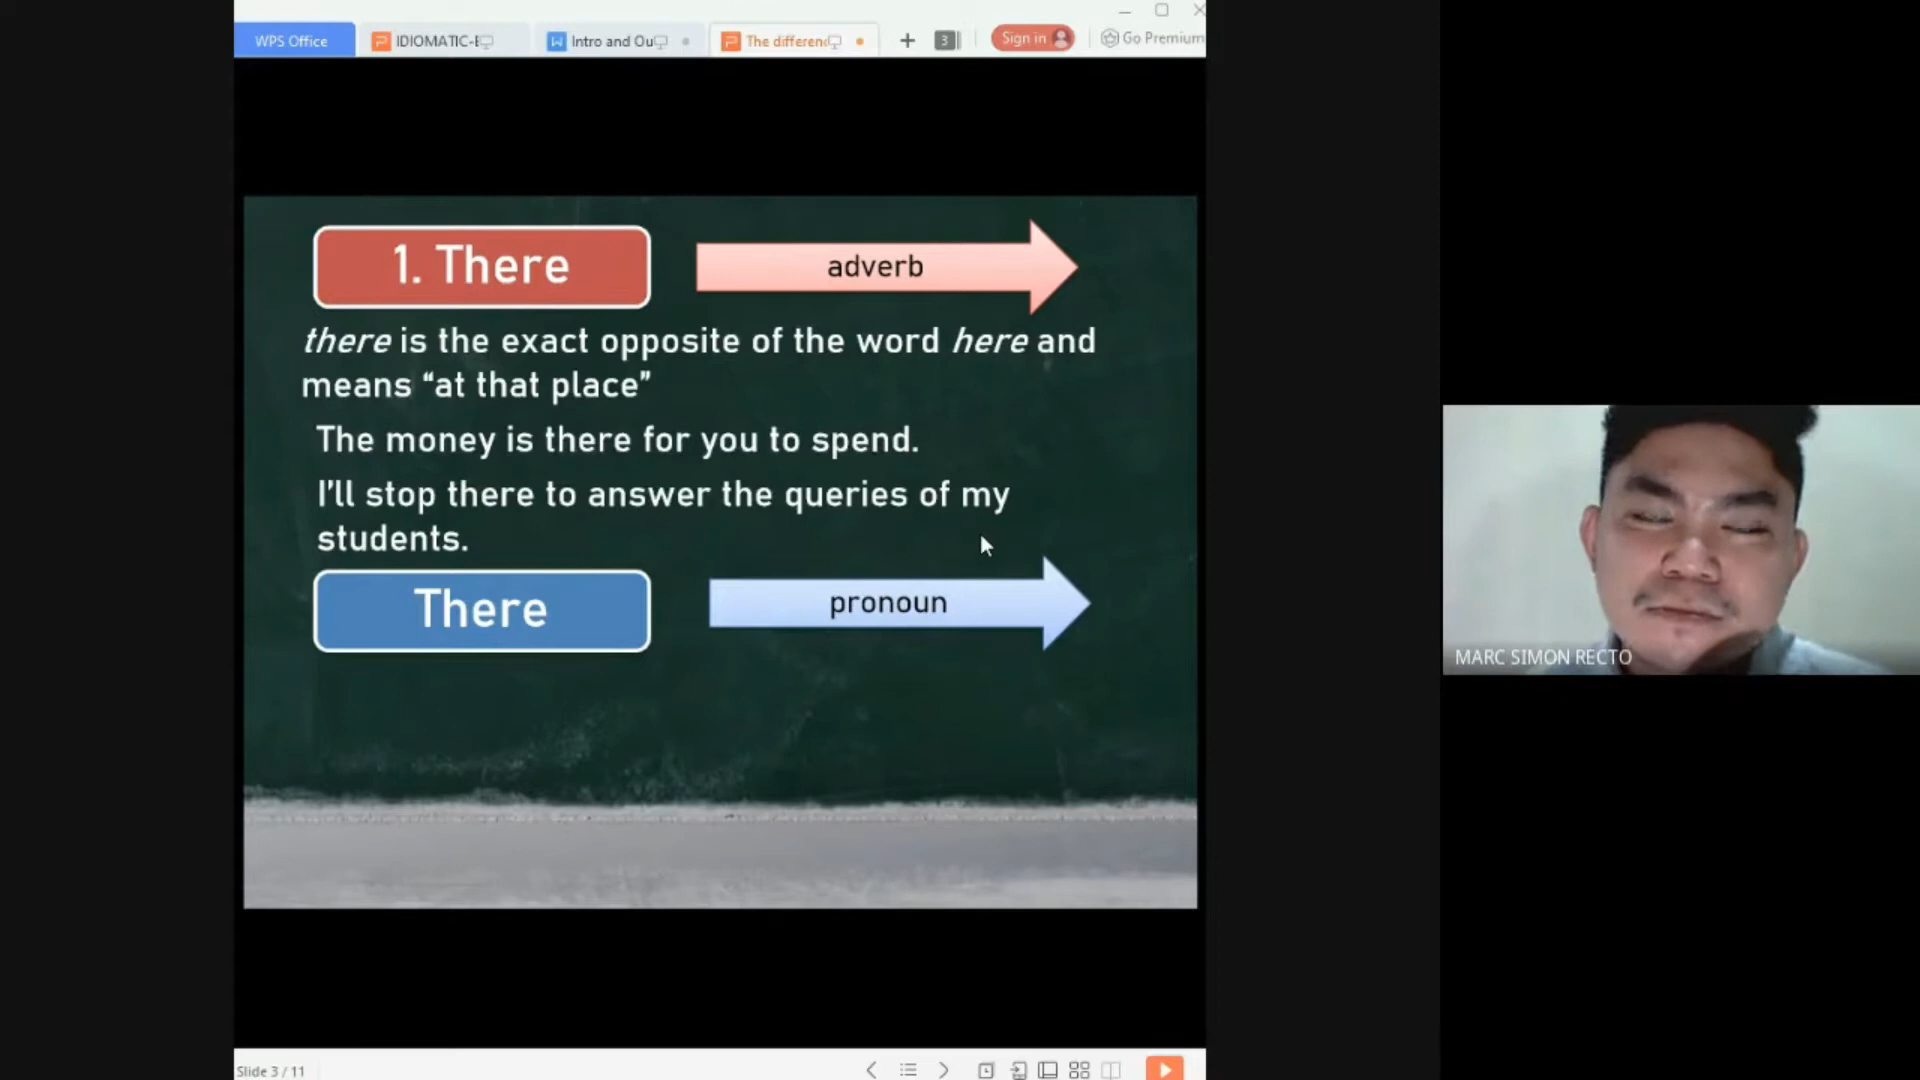 WPS Office
IDIOMATIC-E
Intro and Ou
The differenc
3
Sign in
Go Premium
1. There
adverb
there is the exact opposite of the word here and
means “at that place”
The money is there for you to spend.
I’ll stop there to answer the queries of my
students.
There
pronoun
MARC SIMON RECTO
Slide 3 / 11